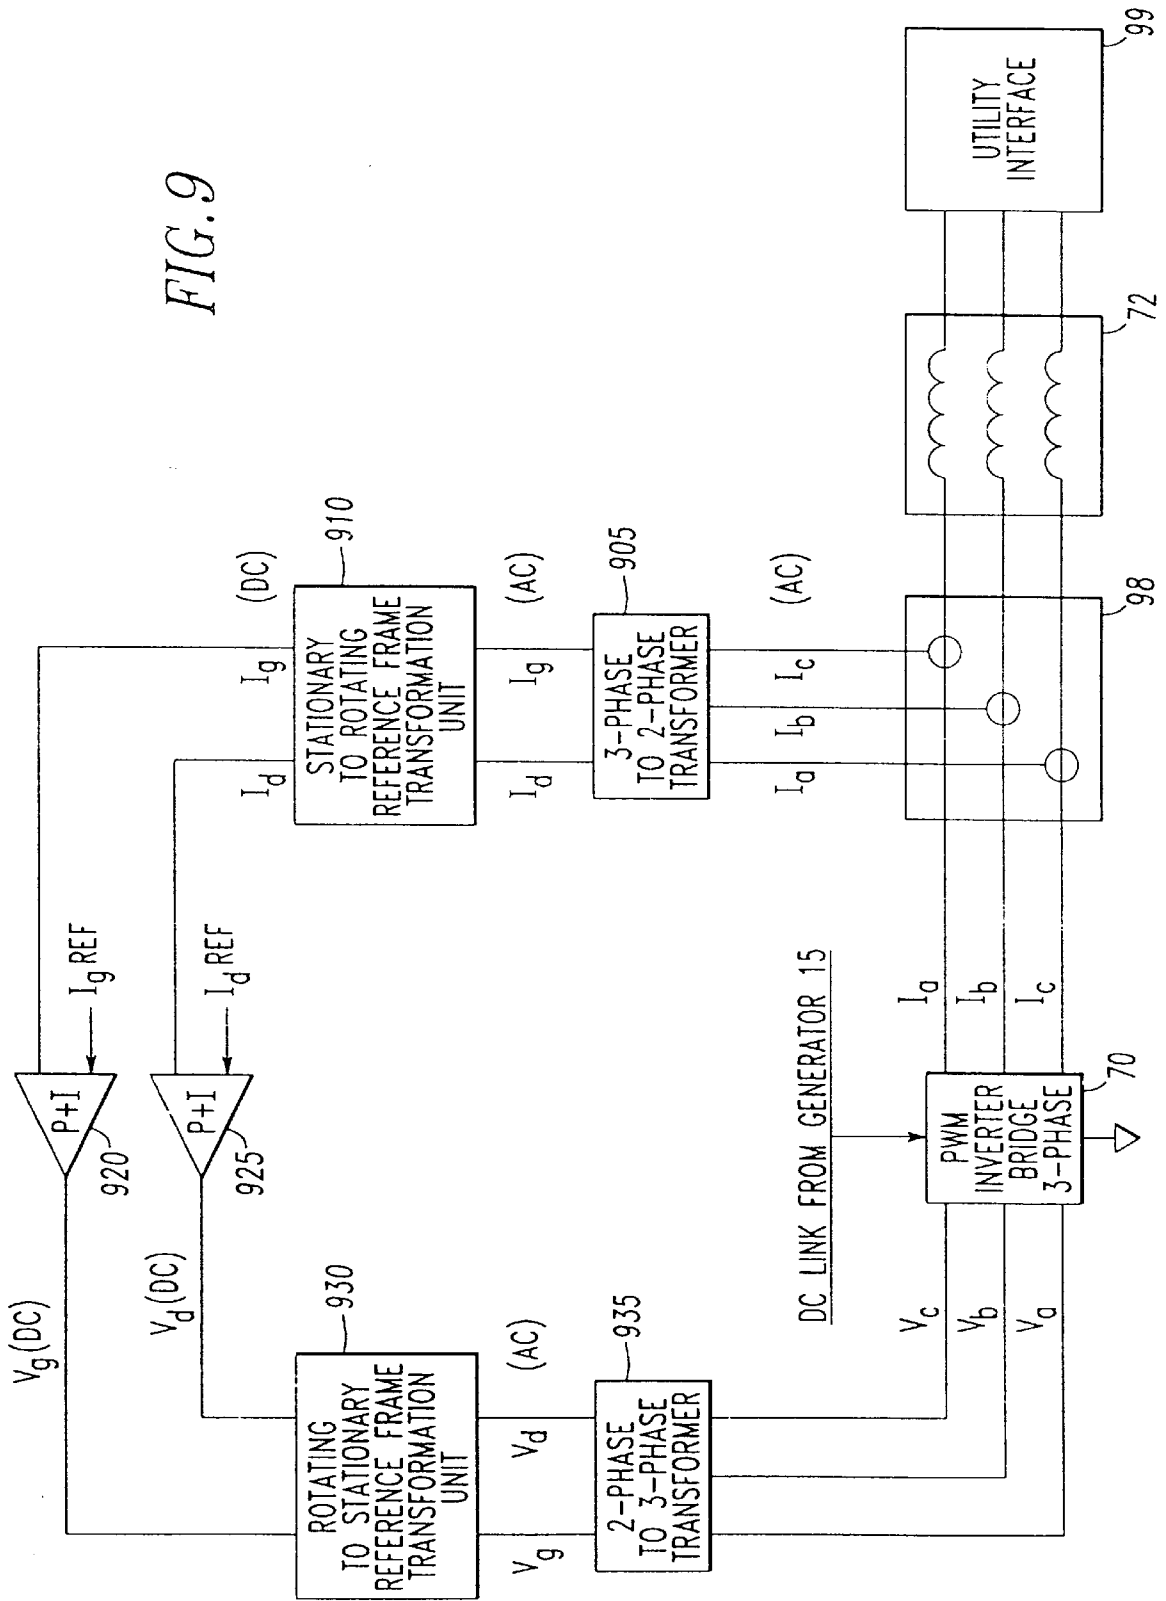 FIG. 9
V_g (DC)
V_d (DC)
P+I
920
I_g REF
P+I
925
I_d REF
930
ROTATING
TO STATIONARY
REFERENCE FRAME
TRANSFORMATION
UNIT
V_g
V_d
(AC)
935
2-PHASE
TO 3-PHASE
TRANSFORMER
I_d
I_g
(DC)
910
STATIONARY
TO ROTATING
REFERENCE FRAME
TRANSFORMATION
UNIT
I_d
I_g
(AC)
905
3-PHASE
TO 2-PHASE
TRANSFORMER
I_a
I_b
I_c
(AC)
DC LINK FROM GENERATOR 15
V_c
V_b
V_a
PWM
INVERTER
BRIDGE
3-PHASE
70
I_a
I_b
I_c
98
72
UTILITY
INTERFACE
99